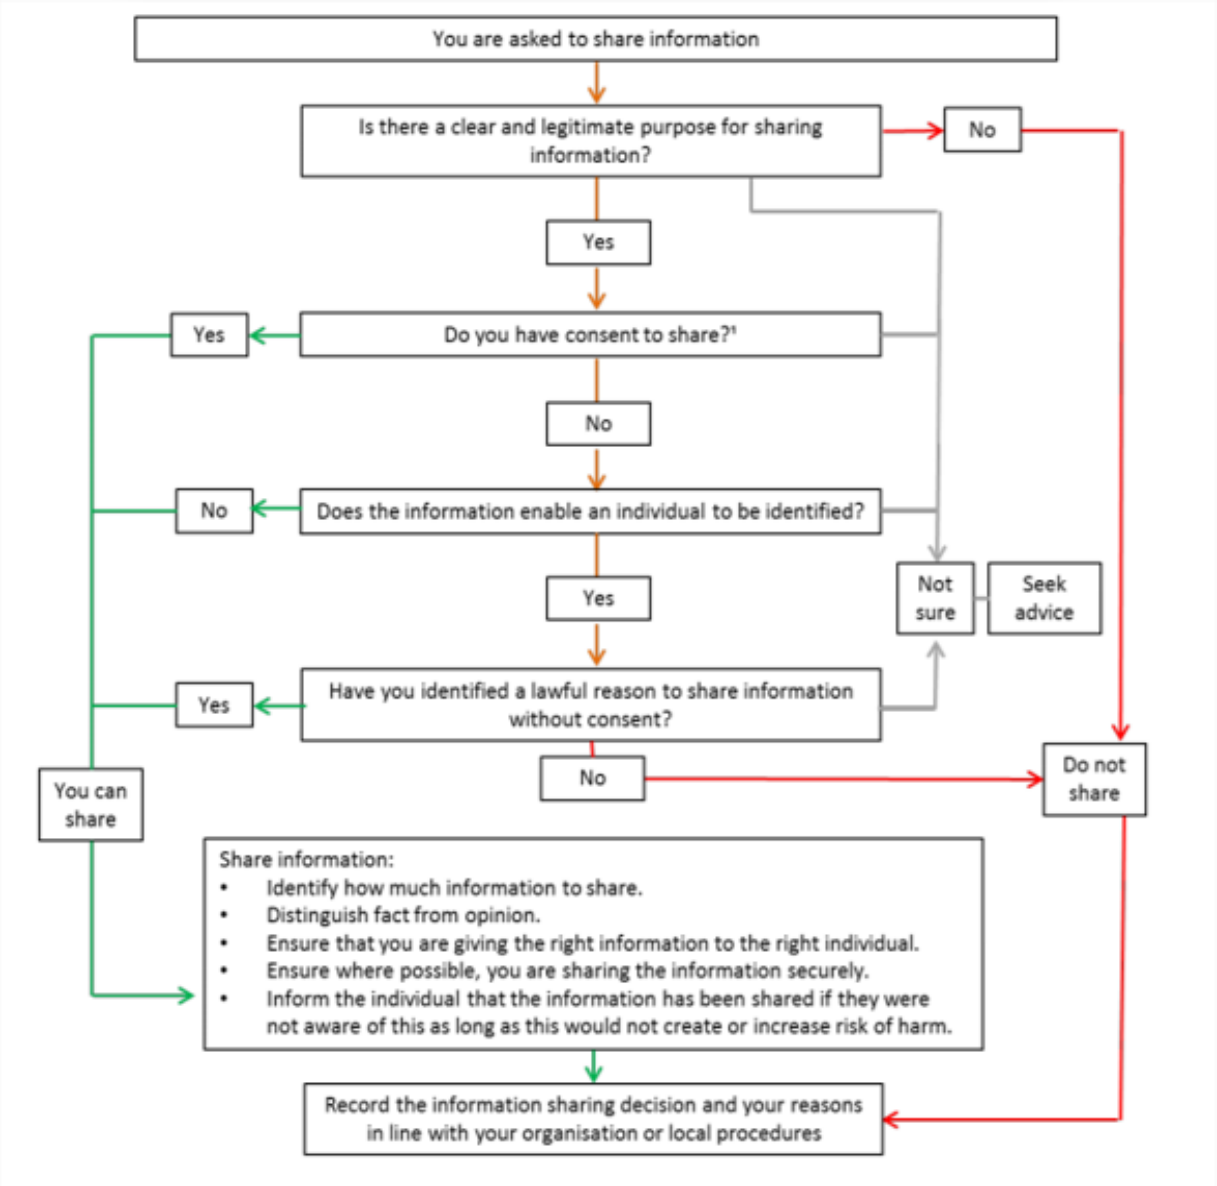 You are asked to share information
Is there a clear and legitimate purpose for sharing
information?
No
Yes
Yes
Do you have consent to share?¹
No
No
Does the information enable an individual to be identified?
Yes
Not
sure
Seek
advice
Yes
Have you identified a lawful reason to share information
without consent?
No
Do not
share
You can
share
Share information:
• Identify how much information to share.
• Distinguish fact from opinion.
• Ensure that you are giving the right information to the right individual.
• Ensure where possible, you are sharing the information securely.
• Inform the individual that the information has been shared if they were
not aware of this as long as this would not create or increase risk of harm.
Record the information sharing decision and your reasons
in line with your organisation or local procedures